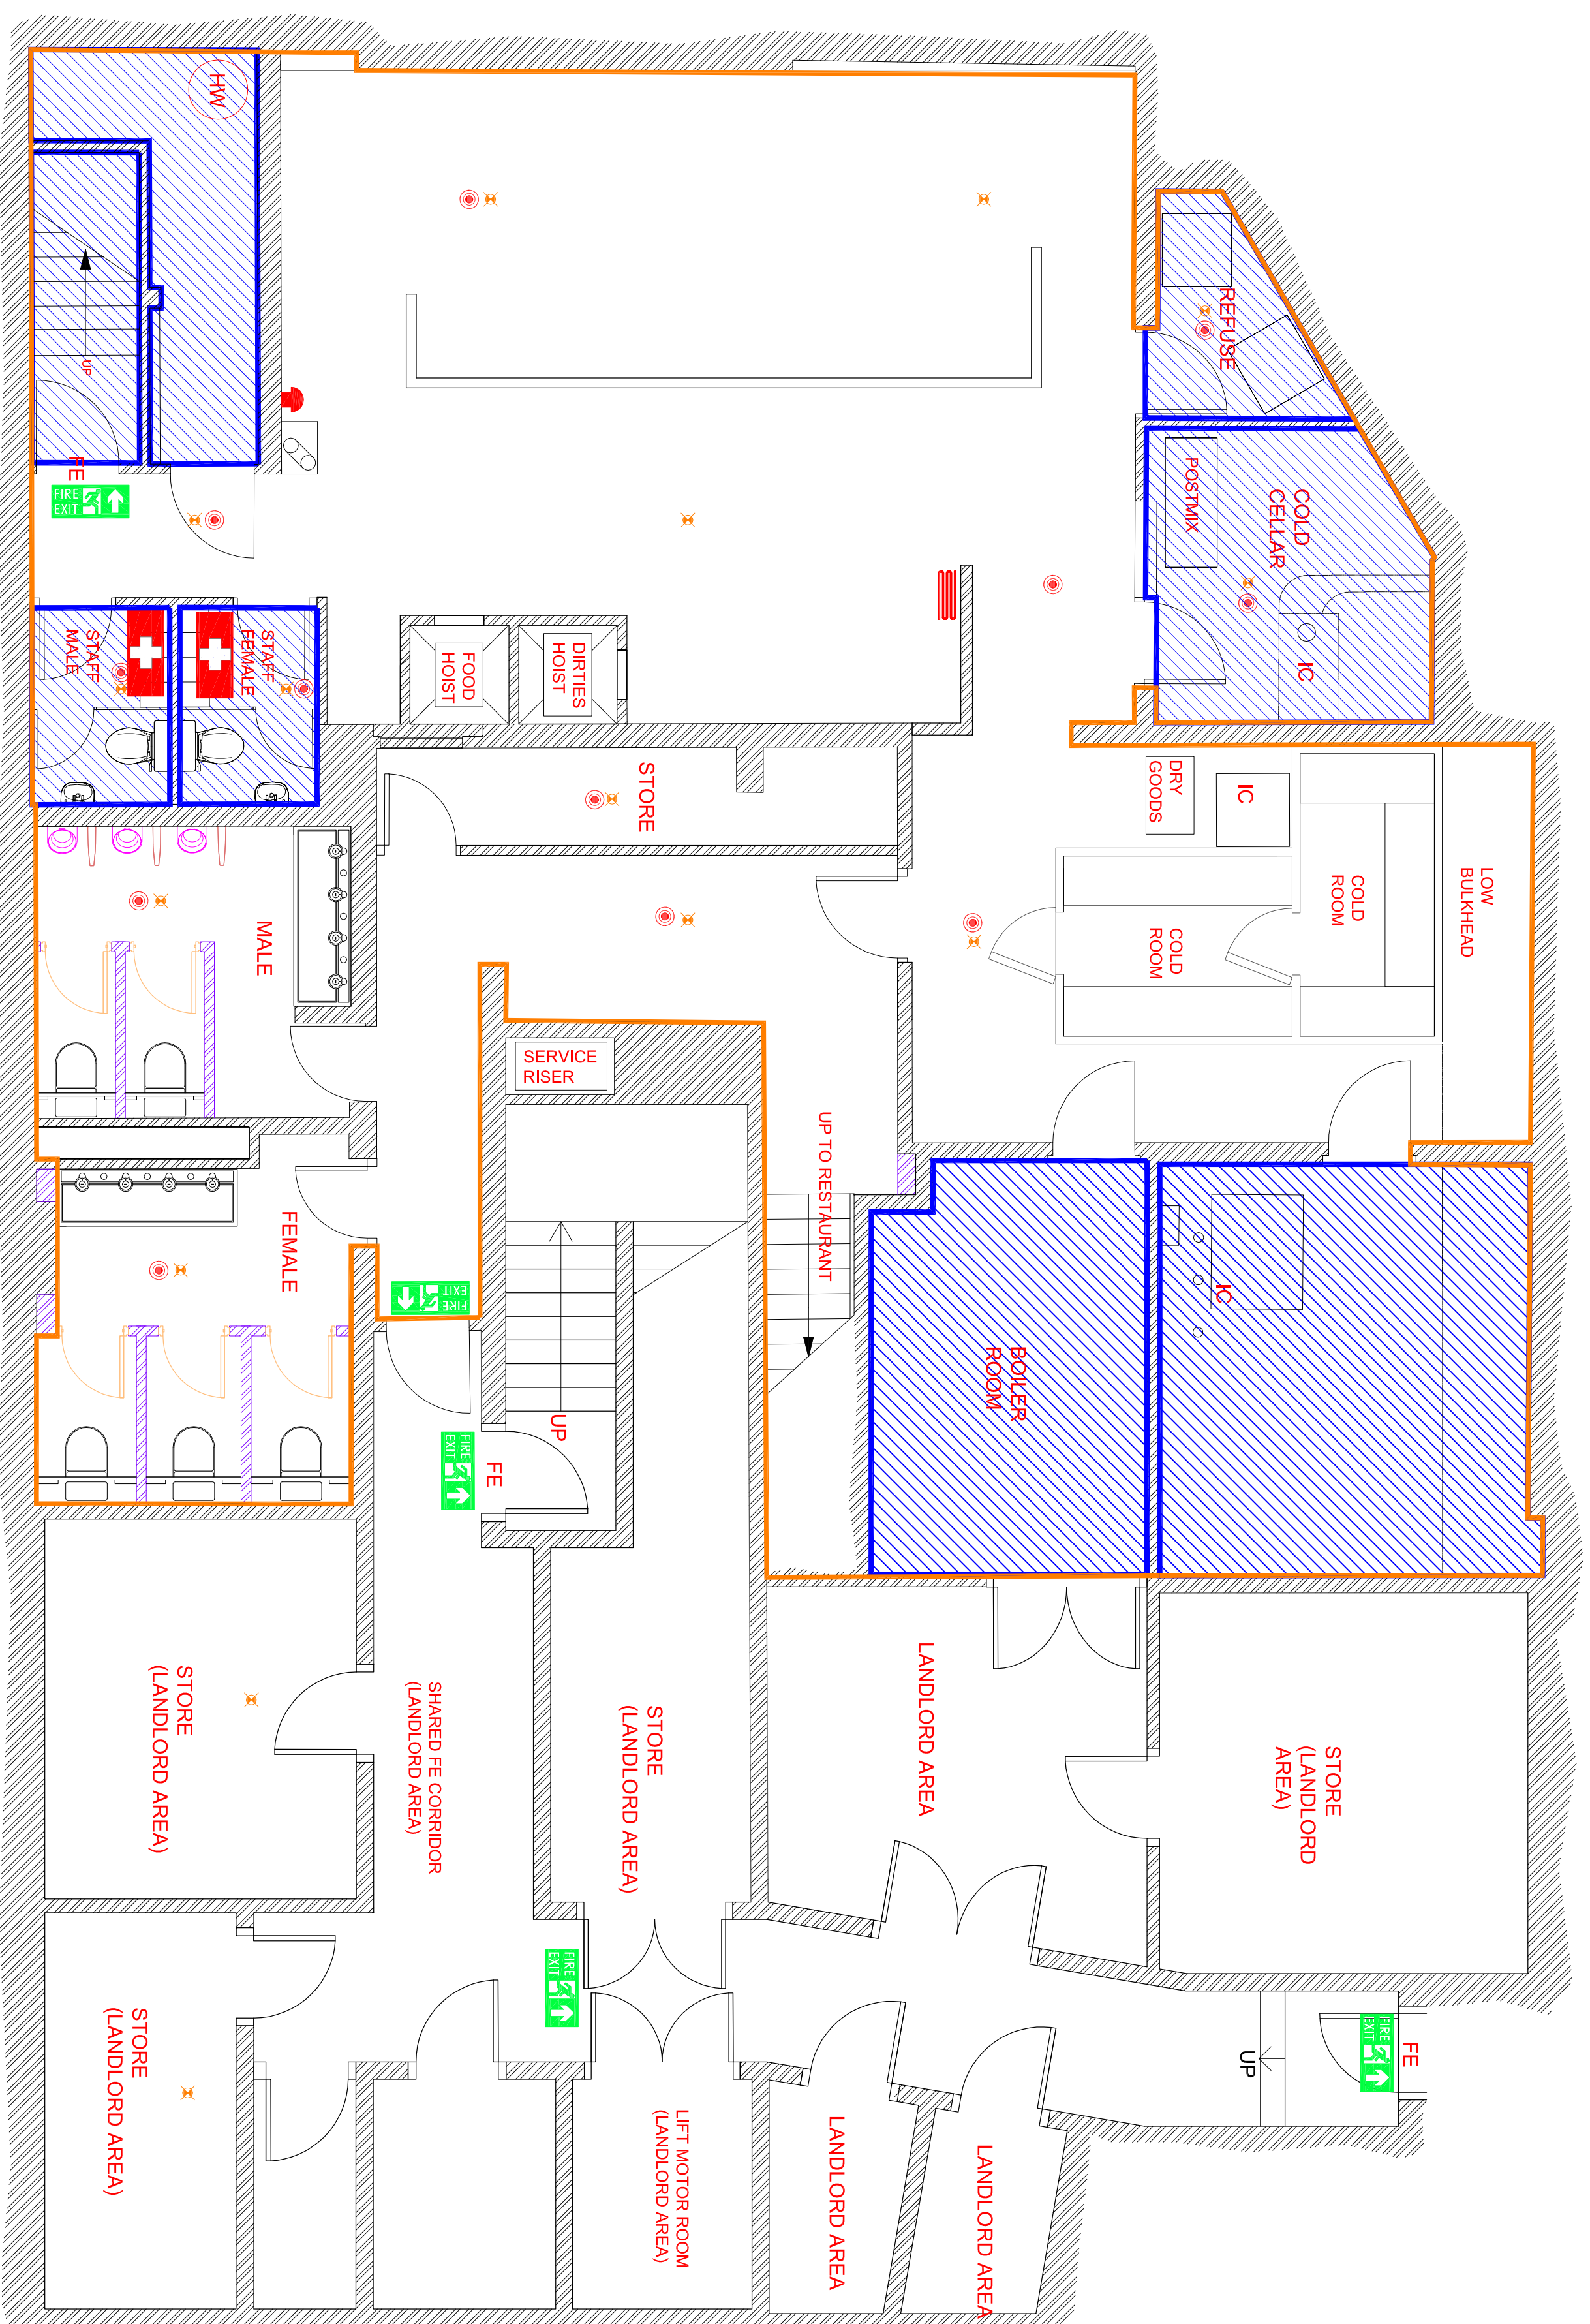 HW
UP
FE
FIRE
EXIT
REFUSE
POSTMIX
COLD
CELLAR
IC
STAFF
MALE
STAFF
FEMALE
FOOD
HOIST
DIRTIES
HOIST
STORE
DRY
GOODS
IC
COLD
ROOM
COLD
ROOM
LOW
BULKHEAD
MALE
SERVICE
RISER
UP TO RESTAURANT
FEMALE
FIRE
EXIT
UP
FE
FIRE
EXIT
BOILER
ROOM
IC
STORE
(LANDLORD AREA)
SHARED FE CORRIDOR
(LANDLORD AREA)
STORE
(LANDLORD AREA)
LANDLORD AREA
STORE
(LANDLORD
AREA)
FIRE
EXIT
STORE
(LANDLORD AREA)
LIFT MOTOR ROOM
(LANDLORD AREA)
LANDLORD AREA
LANDLORD AREA
UP
FIRE
EXIT
FE